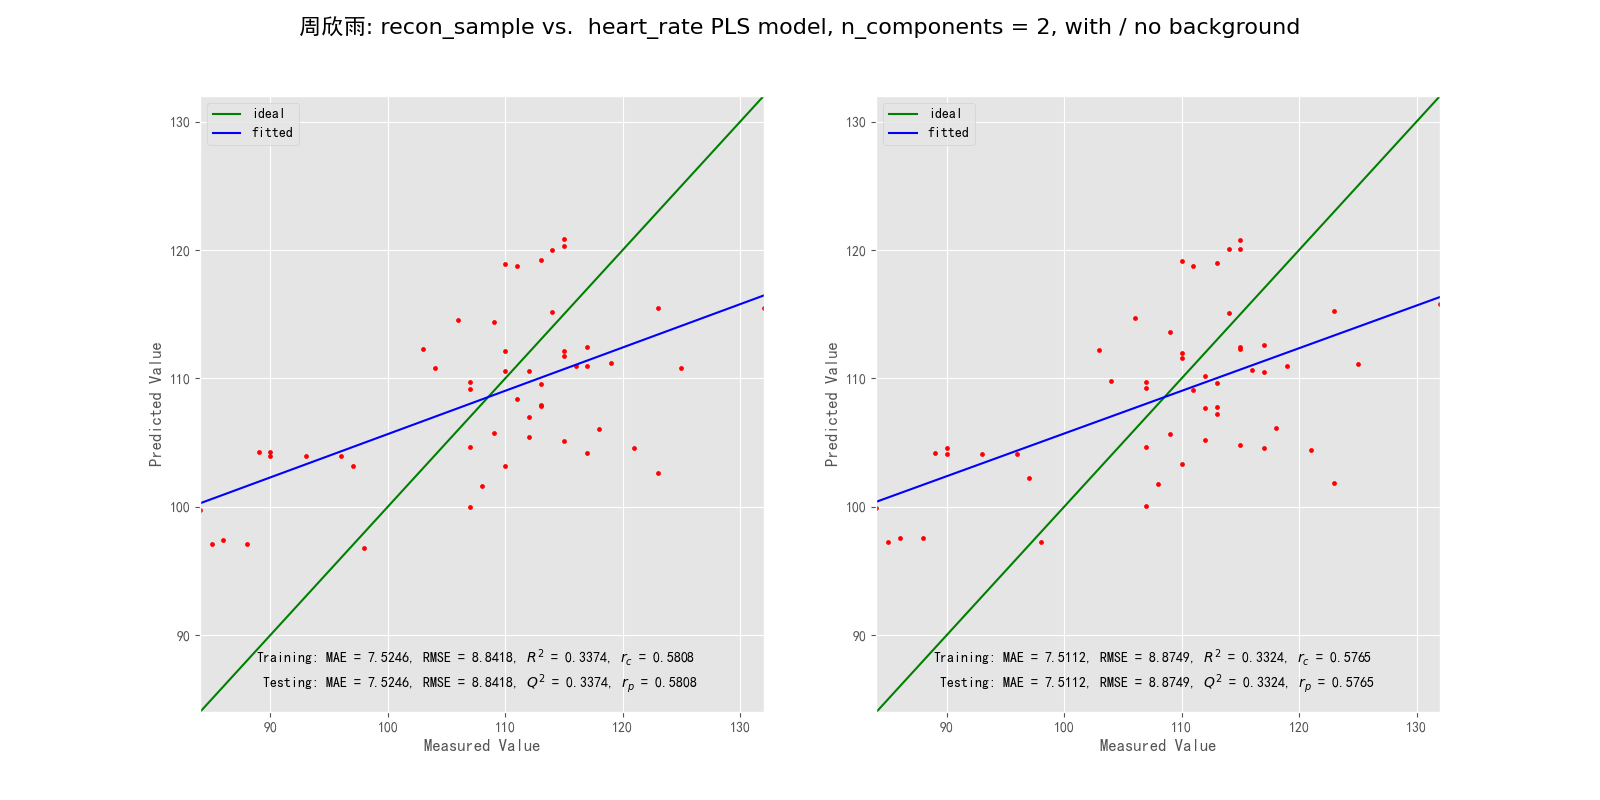 周欣雨: recon_sample vs.  heart_rate PLS model, n_components = 2, with / no background
ideal
fitted
130
120
110
100
90
Predicted Value
Training: MAE = 7.5246, RMSE = 8.8418, R² = 0.3374, r_c = 0.5808
Testing: MAE = 7.5246, RMSE = 8.8418, Q² = 0.3374, r_p = 0.5808
90 100 110 120 130
Measured Value
ideal
fitted
130
120
110
100
90
Predicted Value
Training: MAE = 7.5112, RMSE = 8.8749, R² = 0.3324, r_c = 0.5765
Testing: MAE = 7.5112, RMSE = 8.8749, Q² = 0.3324, r_p = 0.5765
90 100 110 120 130
Measured Value